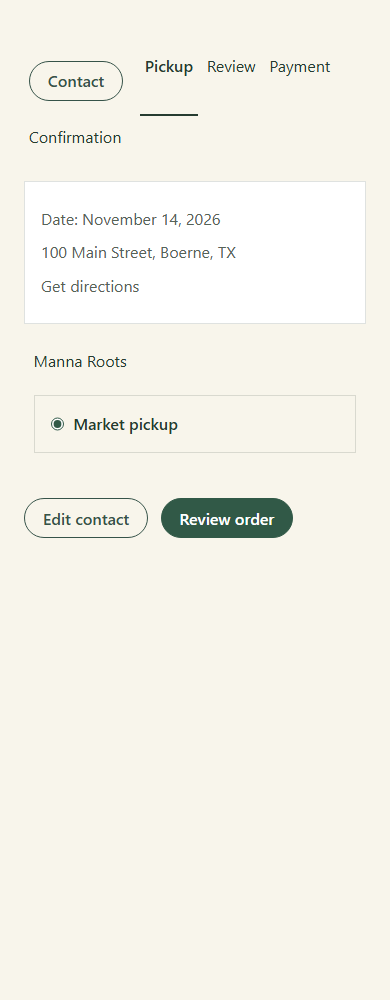 Contact Pickup Review Payment
Confirmation
Date: November 14, 2026
100 Main Street, Boerne, TX
Get directions
Manna Roots
Market pickup
Edit contact Review order